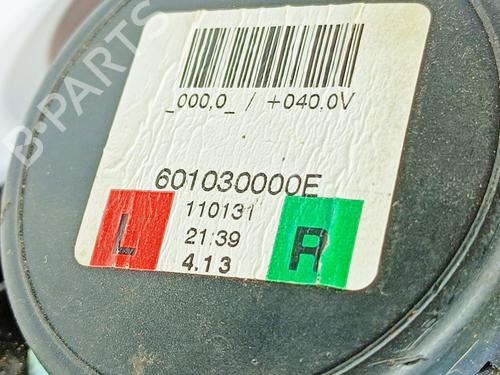 B-PARTS
_000,0_ / +040,0V
601030000E
110131
L 21:39 R
4.13